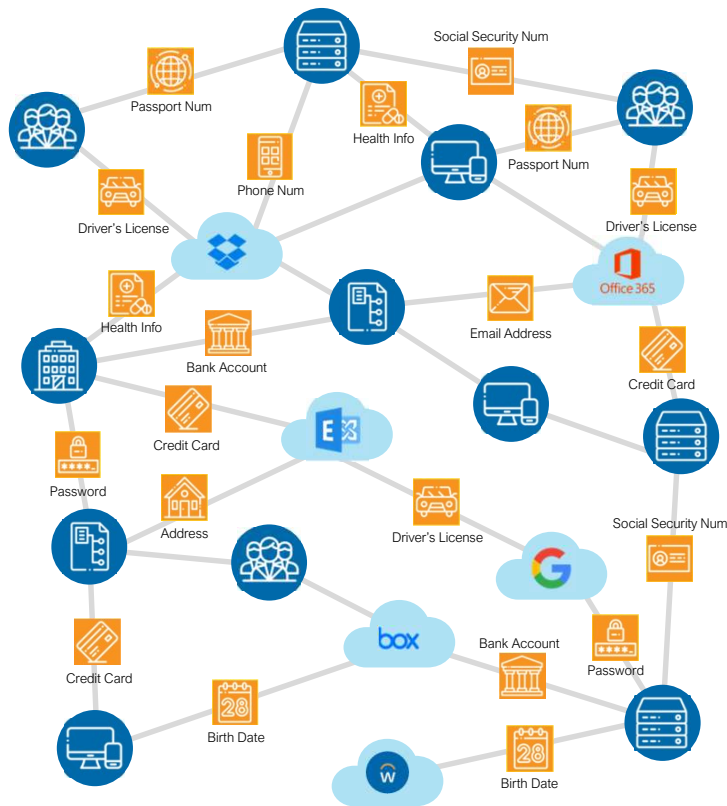 Social Security Num
Passport Num
Health Info
Passport Num
Phone Num
Driver's License
Driver's License
Office 365
Health Info
Email Address
Bank Account
Credit Card
Credit Card
E
Password
Address
Driver's License
Social Security Num
G
box
Bank Account
Password
Credit Card
28
Birth Date
w
28
Birth Date
****_
****_